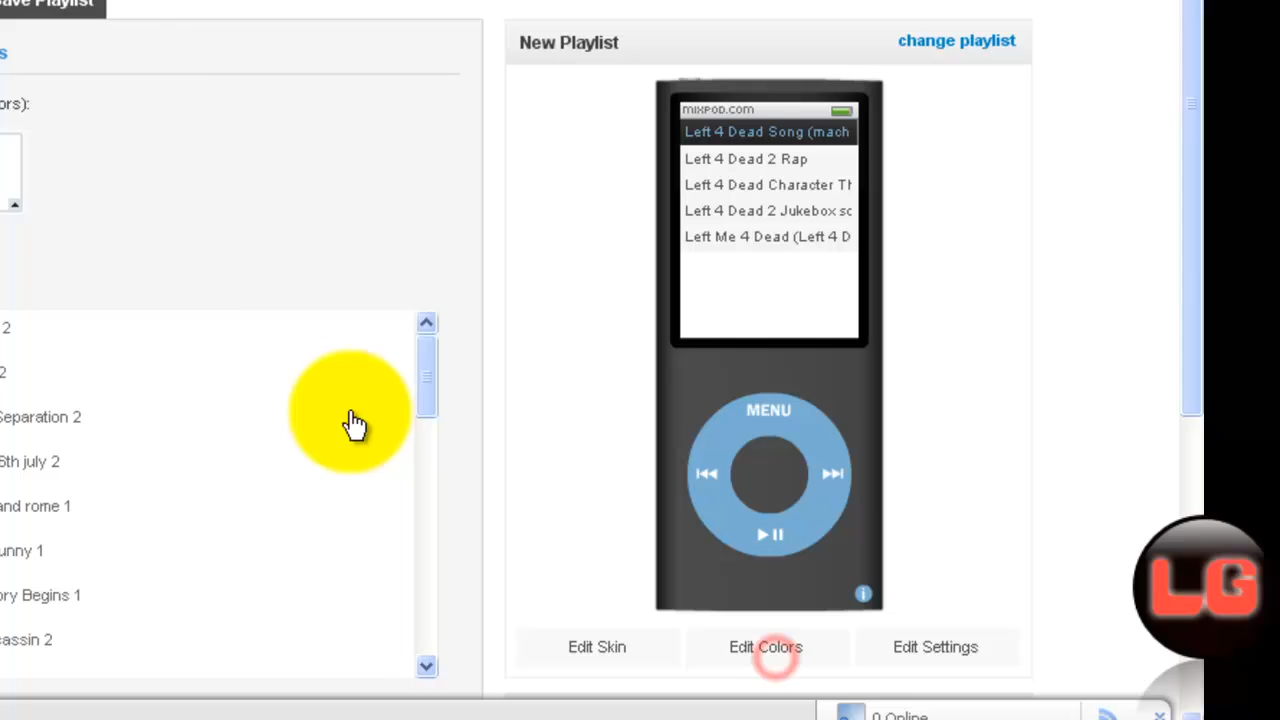 Save Playlist
s
New Playlist
change playlist
ors):
mixpod.com
Left 4 Dead Song (mach
Left 4 Dead 2 Rap
Left 4 Dead Character Th
Left 4 Dead 2 Jukebox sc
Left Me 4 Dead (Left 4 D
2
2
Separation 2
6th july 2
and rome 1
unny 1
ory Begins 1
cassin 2
MENU
i
Edit Skin
Edit Colors
Edit Settings
LG
0 Online